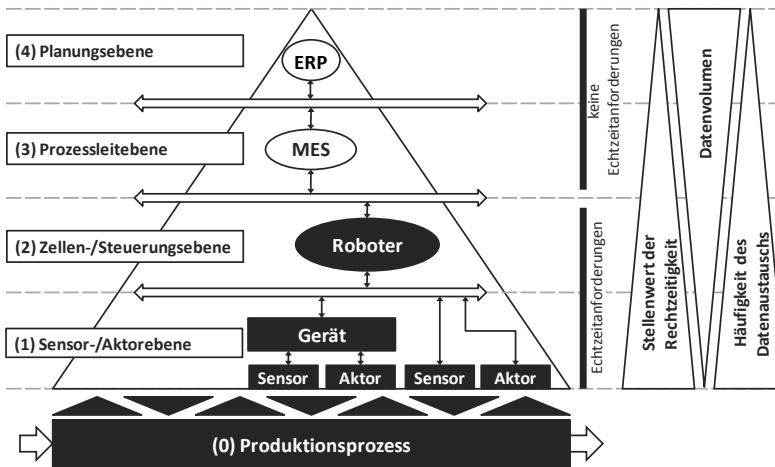 (4) Planungsebene
ERP
(3) Prozessleitebene
MES
(2) Zellen-/Steuerungsebene
Roboter
(1) Sensor-/Aktorebene
Gerät
Sensor
Aktor
Sensor
Aktor
(0) Produktionsprozess
keine
Echtzeitanforderungen
Echtzeitanforderungen
Stellenwert der
Rechtzeitigkeit
Datenvolumen
Häufigkeit des
Datenaustauschs